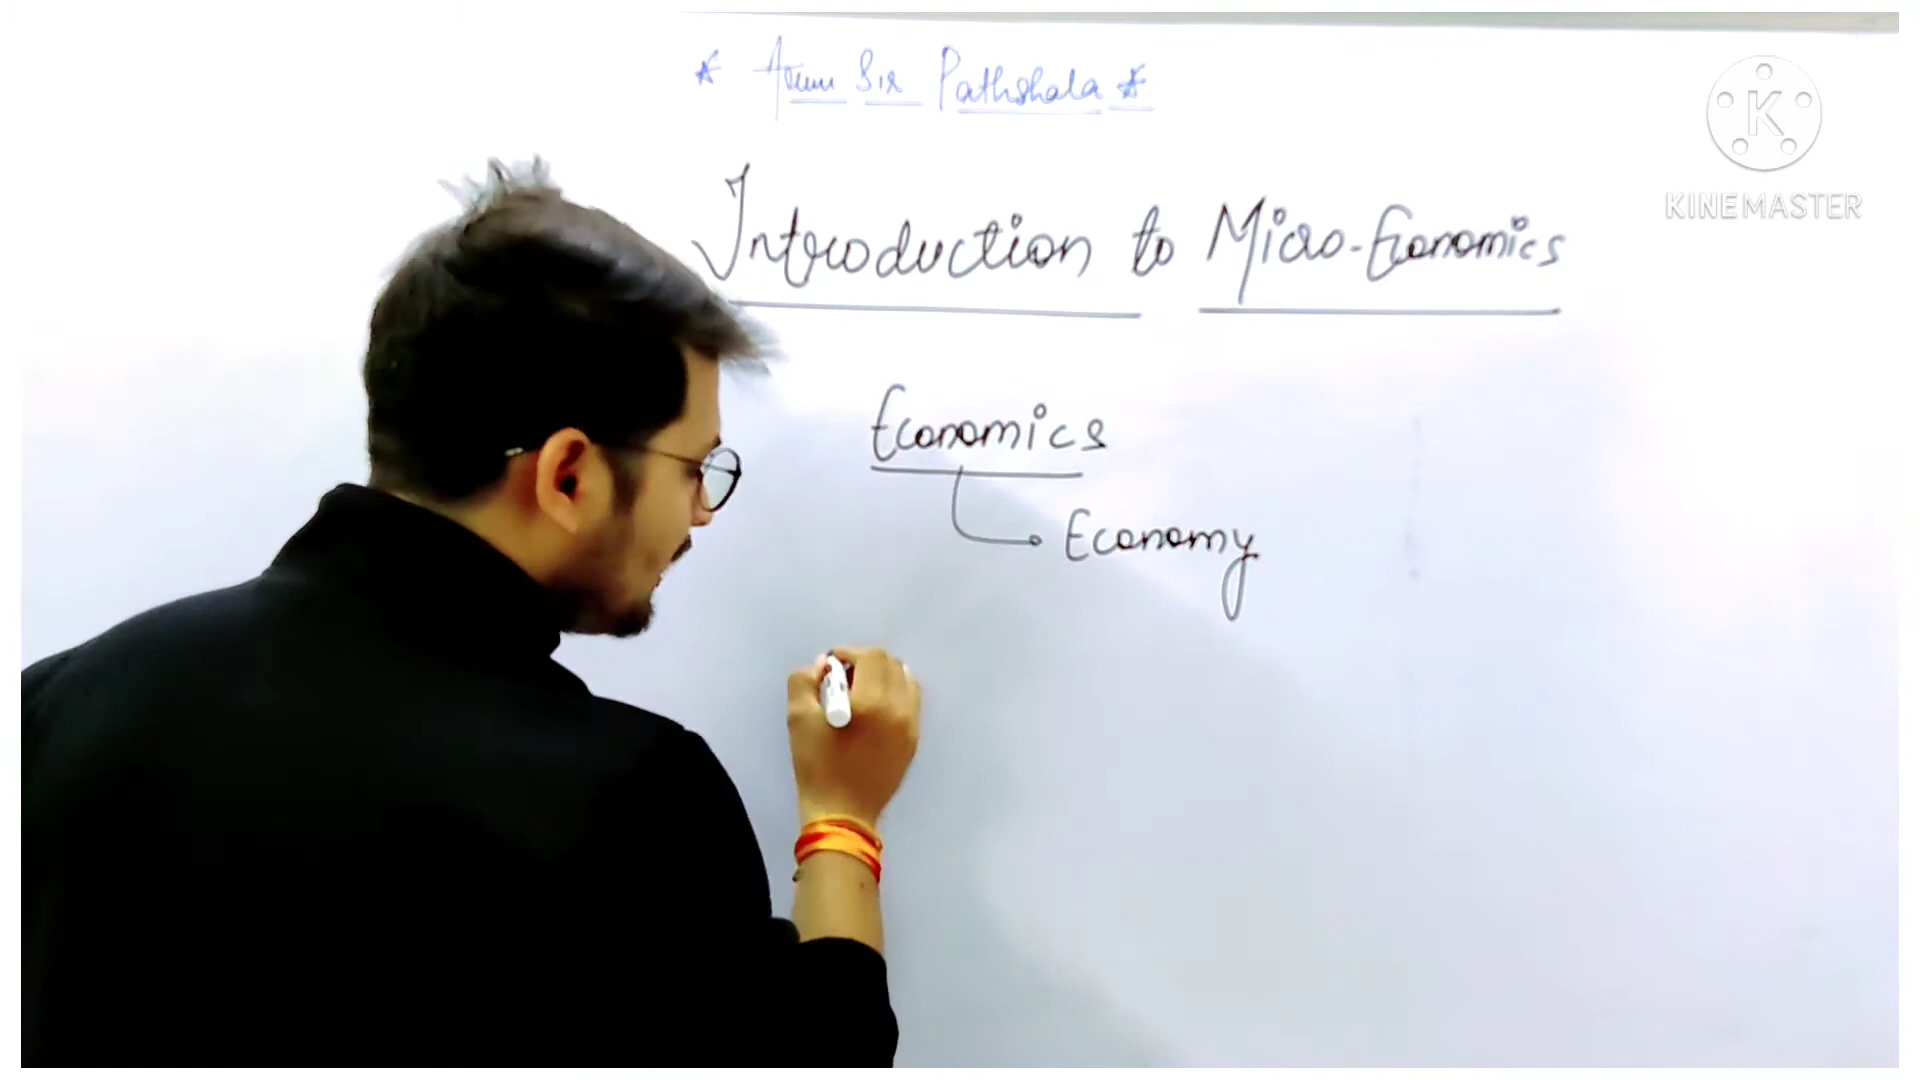 * Arun Sir Pathshala *
Introduction to Micro-Economics
Economics
Economy
K
KINEMASTER